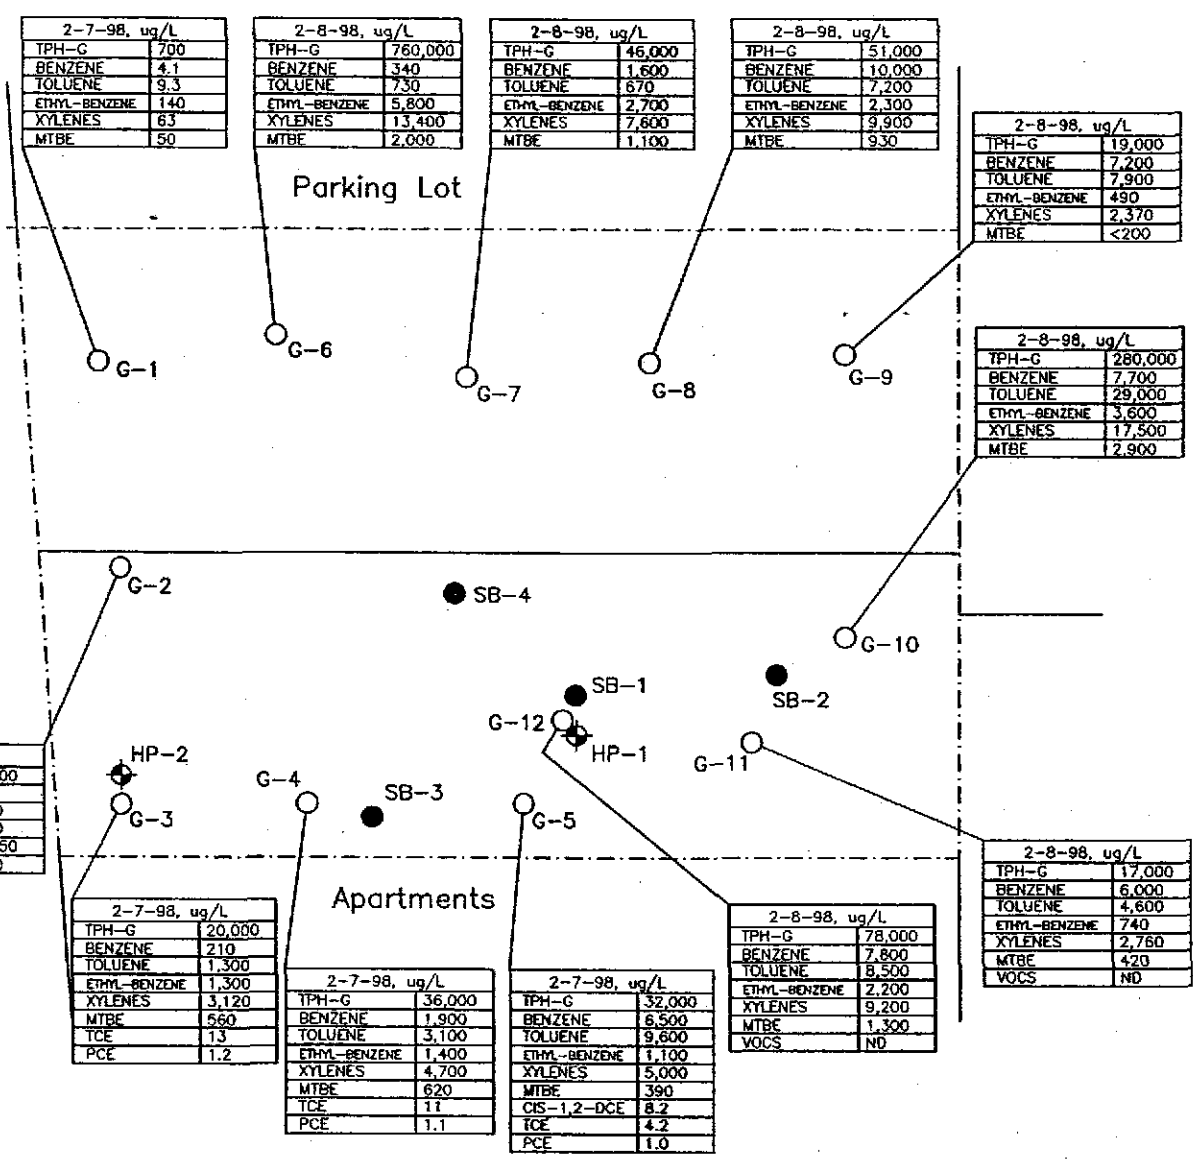 2-7-98, ug/L
TPH-G 700
BENZENE 4.1
TOLUENE 9.3
ETHYL-BENZENE 140
XYLENES 63
MTBE 50
2-8-98, ug/L
TPH-G 760,000
BENZENE 340
TOLUENE 730
ETHYL-BENZENE 5,800
XYLENES 13,400
MTBE 2,000
2-8-98, ug/L
TPH-G 46,000
BENZENE 1,600
TOLUENE 670
ETHYL-BENZENE 2,700
XYLENES 7,600
MTBE 1,100
2-8-98, ug/L
TPH-G 51,000
BENZENE 10,000
TOLUENE 7,200
ETHYL-BENZENE 2,300
XYLENES 9,900
MTBE 930
2-8-98, ug/L
TPH-G 19,000
BENZENE 7,200
TOLUENE 7,900
ETHYL-BENZENE 490
XYLENES 2,370
MTBE <200
Parking Lot
G-1
G-6
G-7
G-8
G-9
2-8-98, ug/L
TPH-G 280,000
BENZENE 7,700
TOLUENE 29,000
ETHYL-BENZENE 3,600
XYLENES 17,500
MTBE 2,900
G-2
SB-4
G-10
SB-1
SB-2
G-12
HP-1
G-11
HP-2
G-4
SB-3
G-3
G-5
00
50
Apartments
2-7-98, ug/L
TPH-G 20,000
BENZENE 210
TOLUENE 1,300
ETHYL-BENZENE 1,300
XYLENES 3,120
MTBE 560
TCE 13
PCE 1.2
2-7-98, ug/L
TPH-G 36,000
BENZENE 1,900
TOLUENE 3,100
ETHYL-BENZENE 1,400
XYLENES 4,700
MTBE 620
TCE 11
PCE 1.1
2-7-98, ug/L
TPH-G 32,000
BENZENE 6,500
TOLUENE 9,600
ETHYL-BENZENE 1,100
XYLENES 5,000
MTBE 390
CIS-1,2-DCE 8.2
TCE 4.2
PCE 1.0
2-8-98, ug/L
TPH-G 78,000
BENZENE 7,800
TOLUENE 8,500
ETHYL-BENZENE 2,200
XYLENES 9,200
MTBE 1,300
VOCS ND
2-8-98, ug/L
TPH-G 17,000
BENZENE 6,000
TOLUENE 4,600
ETHYL-BENZENE 740
XYLENES 2,760
MTBE 420
VOCS ND